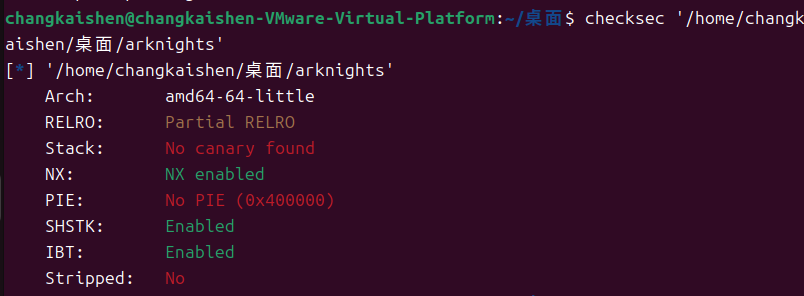 changkaishen@changkaishen-VMware-Virtual-Platform:~/桌面$ checksec '/home/changk
aishen/桌面/arknights'
[*] '/home/changkaishen/桌面/arknights'
    Arch:       amd64-64-little
    RELRO:      Partial RELRO
    Stack:      No canary found
    NX:         NX enabled
    PIE:        No PIE (0x400000)
    SHSTK:      Enabled
    IBT:        Enabled
    Stripped:   No